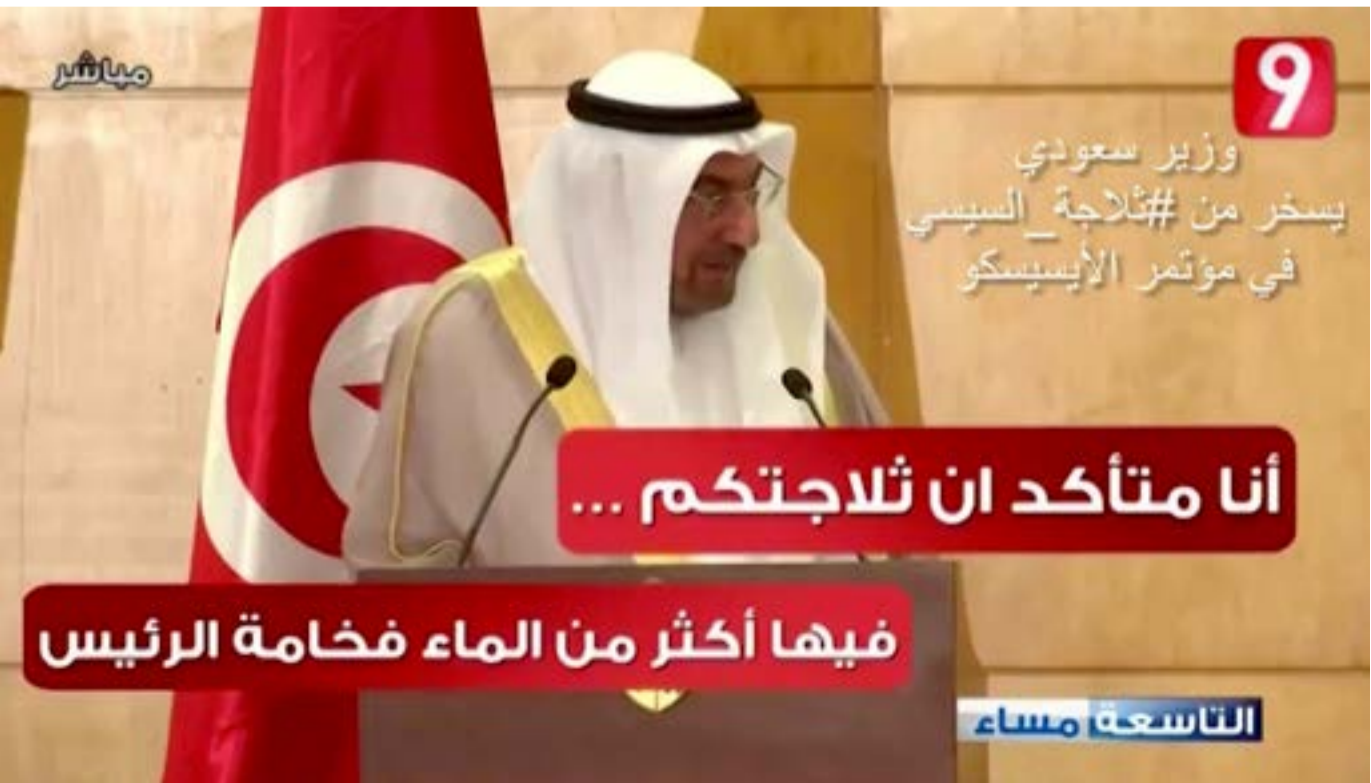 مباشر
9
وزير سعودي
يسخر من #ثلاجة_السيسي
في مؤتمر الأيسيسكو
أنا متأكد ان ثلاجتكم ...
فيها أكثر من الماء فخامة الرئيس
التاسعة مساء